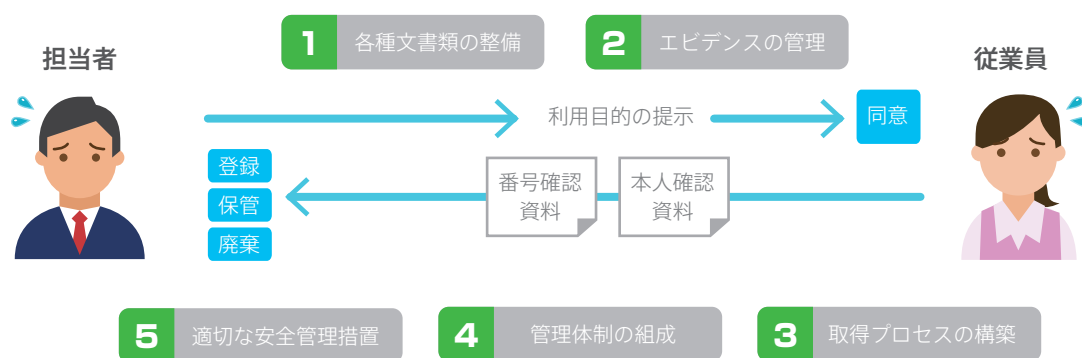 1 各種文書類の整備
2 エビデンスの管理
担当者
従業員
利用目的の提示
同意
登録
保管
廃棄
番号確認
資料
本人確認
資料
5 適切な安全管理措置
4 管理体制の組成
3 取得プロセスの構築